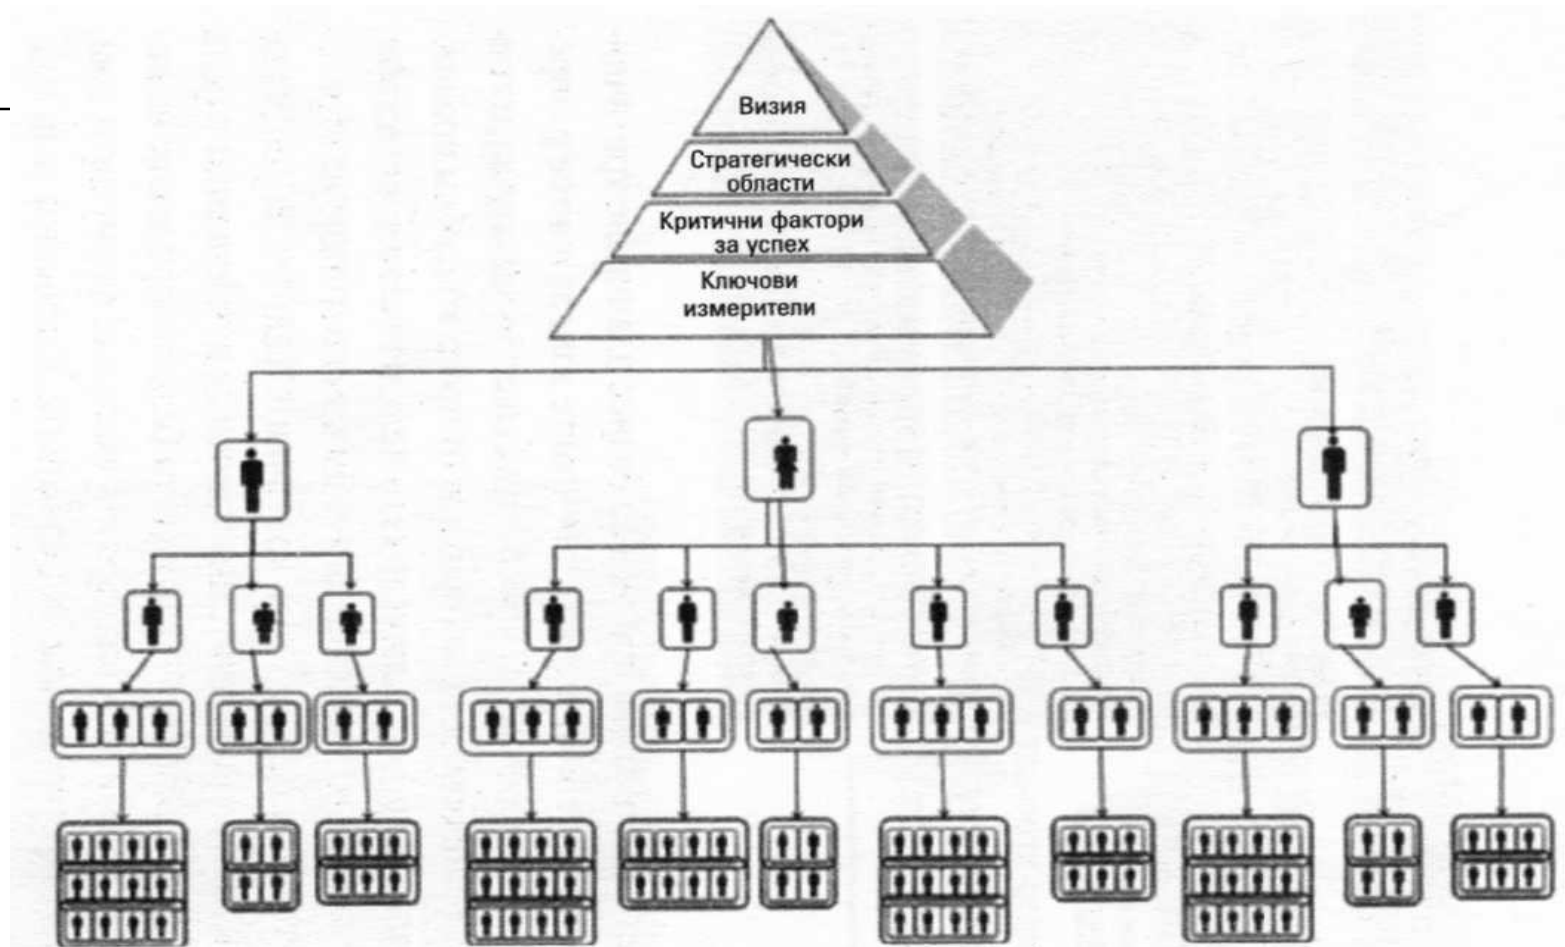 Визия
Стратегически
области
Критични фактори
за успех
Ключови
измерители